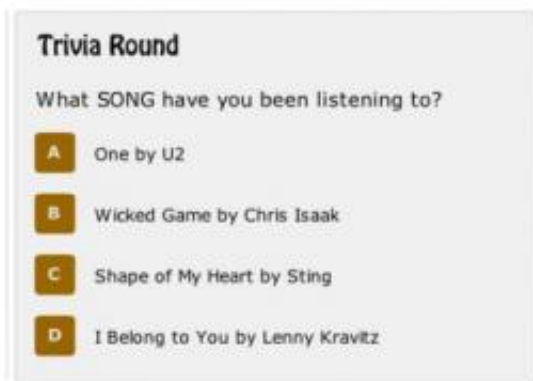 Trivia Round
What SONG have you been listening to?
A One by U2
B Wicked Game by Chris Isaak
C Shape of My Heart by Sting
D I Belong to You by Lenny Kravitz